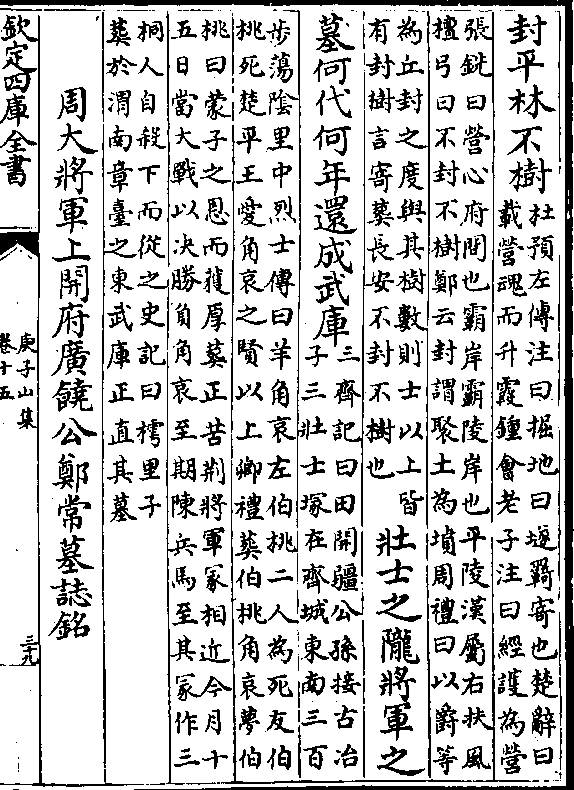 封平林不樹
杜預左傳注曰掘地曰埏羇寄也楚辭曰
載營魂而升霞鍾會老子注曰經護為營
張銑曰營心府間也霸岸霸陵岸也平陵漢屬右扶風
檀弓曰不封不樹鄭云封謂聚土為墳周禮曰以爵等
為丘封之度與其樹數則士以上皆
有封樹言寄葬長安不封不樹也
壯士之隴將軍之
墓何代何年還成武庫
三齊記曰田開疆公孫接古冶
子三壯士塚在齊城東南三百
步蕩陰里中烈士傳曰羊角哀左伯桃二人為死友伯
桃死楚平王愛角哀之賢以上卿禮葬伯桃角哀夢伯
桃曰蒙子之恩而獲厚葬正苦荆將軍冢相近今月十
五日當大戰以决勝負角哀至期陳兵馬至其冢作三
桐人自殺下而從之史記曰樗里子
葬於渭南章臺之東武庫正直其墓
周大將軍上開府廣饒公鄭常墓誌銘
欽定四庫全書
庾子山集
卷十五
三十九